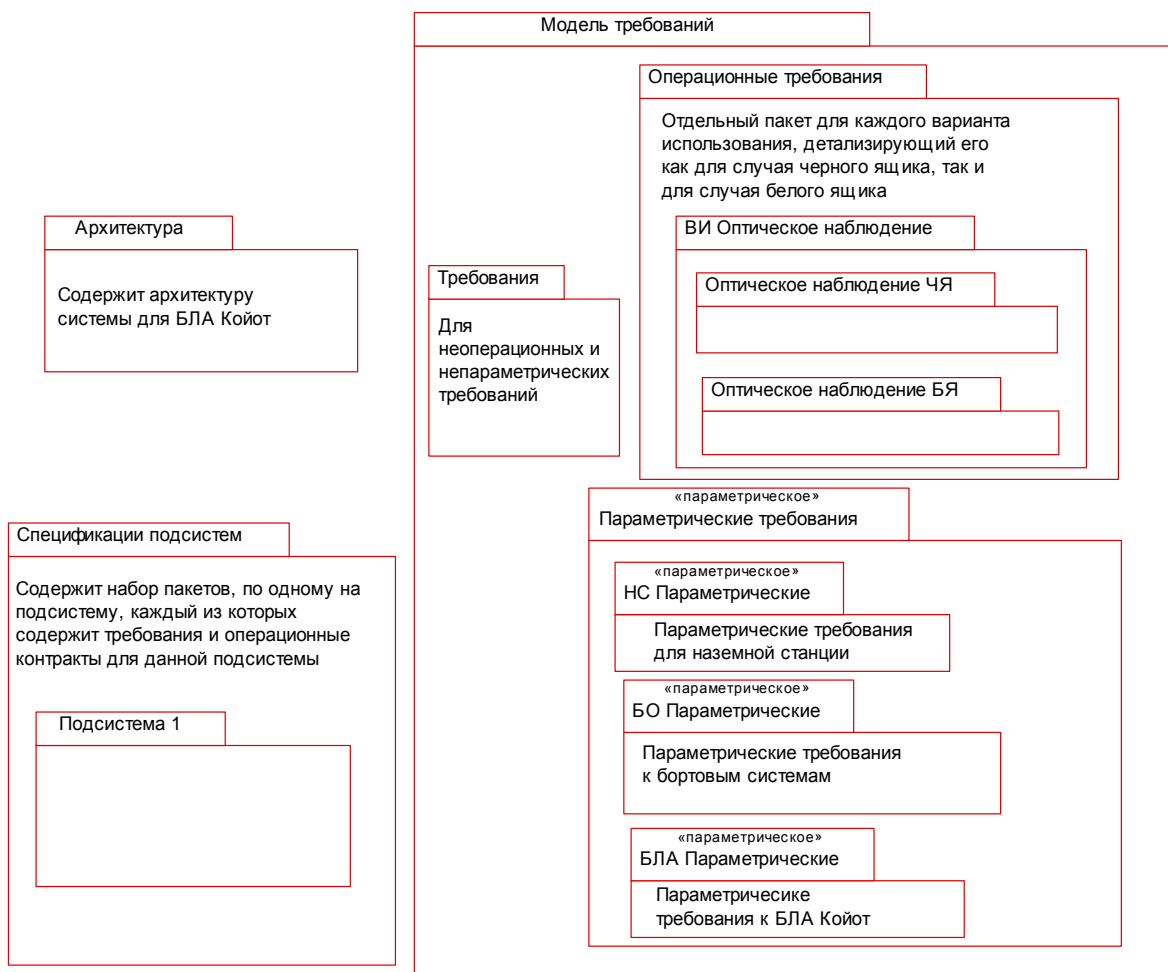 Модель требований
Операционные требования
Отдельный пакет для каждого варианта
использования, детализирующий его
как для случая черного ящика, так и
для случая белого ящика
ВИ Оптическое наблюдение
Оптическое наблюдение ЧЯ
Оптическое наблюдение БЯ
Архитектура
Содержит архитектуру
системы для БЛА Койот
Требования
Для
неоперационных и
непараметрических
требований
«параметрическое»
Параметрические требования
«параметрическое»
НС Параметрические
Параметрические требования
для наземной станции
«параметрическое»
БО Параметрические
Параметрические требования
к бортовым системам
«параметрическое»
БЛА Параметрические
Параметричесике
требования к БЛА Койот
Спецификации подсистем
Содержит набор пакетов, по одному на
подсистему, каждый из которых
содержит требования и операционные
контракты для данной подсистемы
Подсистема 1